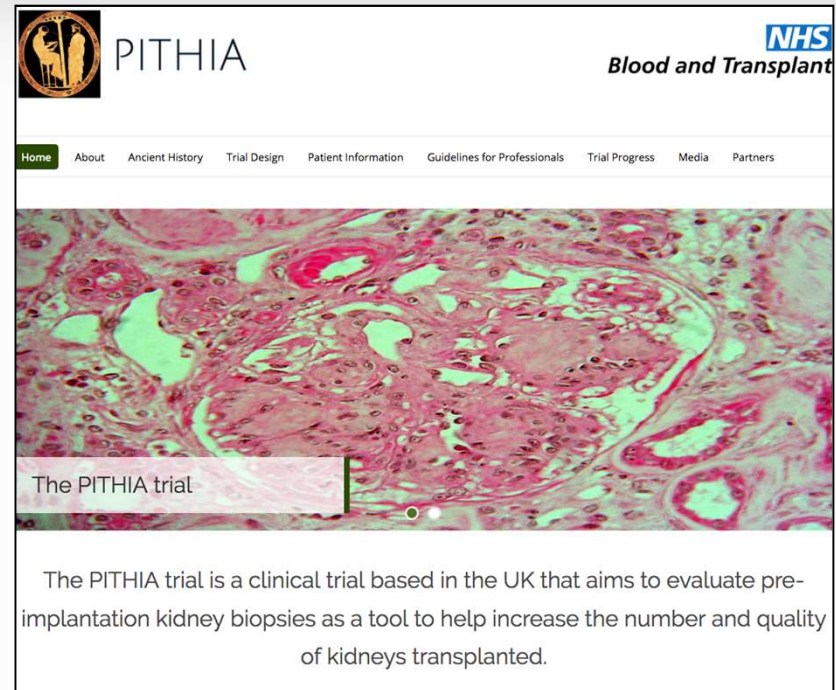 PITHIA
NHS
Blood and Transplant
Home About Ancient History Trial Design Patient Information Guidelines for Professionals Trial Progress Media Partners
The PITHIA trial
The PITHIA trial is a clinical trial based in the UK that aims to evaluate pre-
implantation kidney biopsies as a tool to help increase the number and quality
of kidneys transplanted.